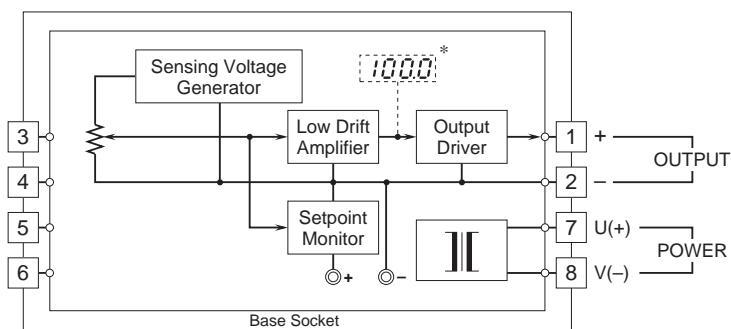 Sensing Voltage
Generator
100.0
*
Low Drift
Amplifier
Output
Driver
Setpoint
Monitor
+
–
3
4
5
6
1
+
2
–
OUTPUT
7
U(+)
8
V(–)
POWER
Base Socket